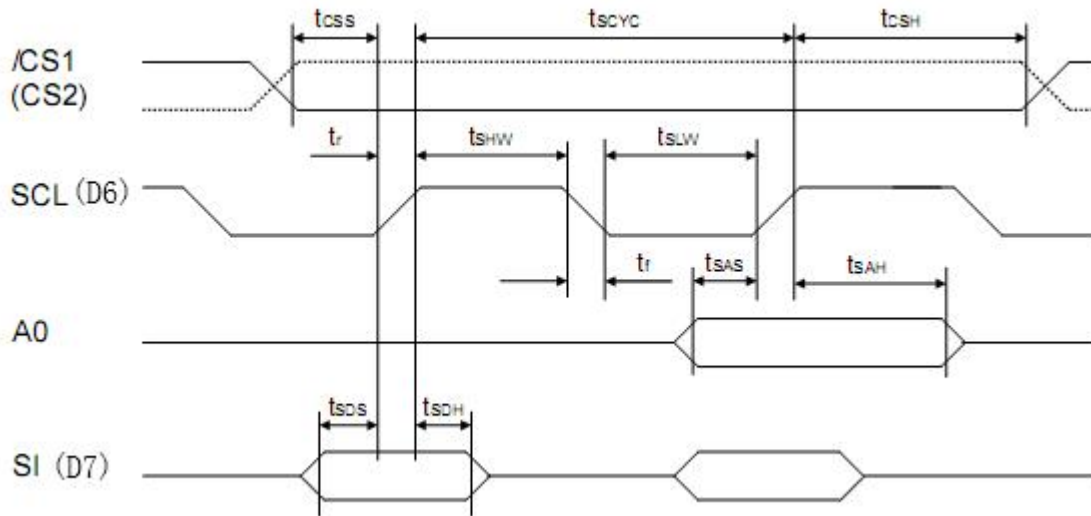 tCSS tSCYC tCSH
/CS1
(CS2)
tr tSHW tSLW
SCL (D6)
tf tSAS tSAH
A0
tSDS tSDH
SI (D7)